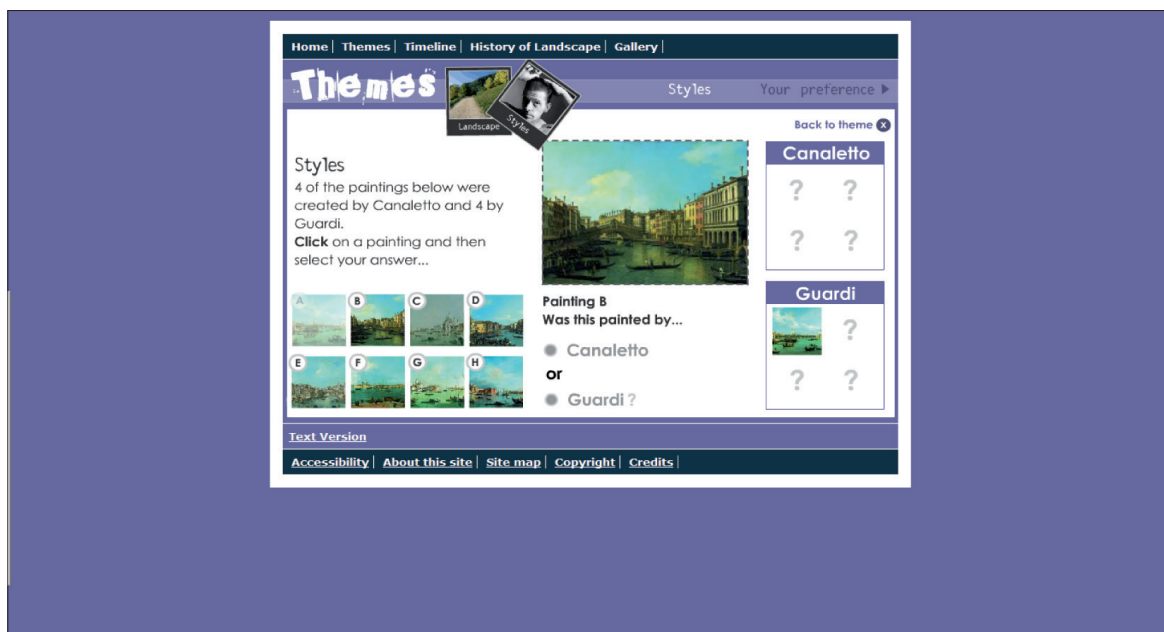 Home | Themes | Timeline | History of Landscape | Gallery |
Themes
Landscape
Styles
Styles
Your preference
Back to theme X
Styles
4 of the paintings below were
created by Canaletto and 4 by
Guardi.
Click on a painting and then
select your answer...
A B C D
E F G H
Painting B
Was this painted by...
Canaletto
or
Guardi ?
Canaletto
? ?
? ?
Guardi
?
? ?
Text Version
Accessibility | About this site | Site map | Copyright | Credits |